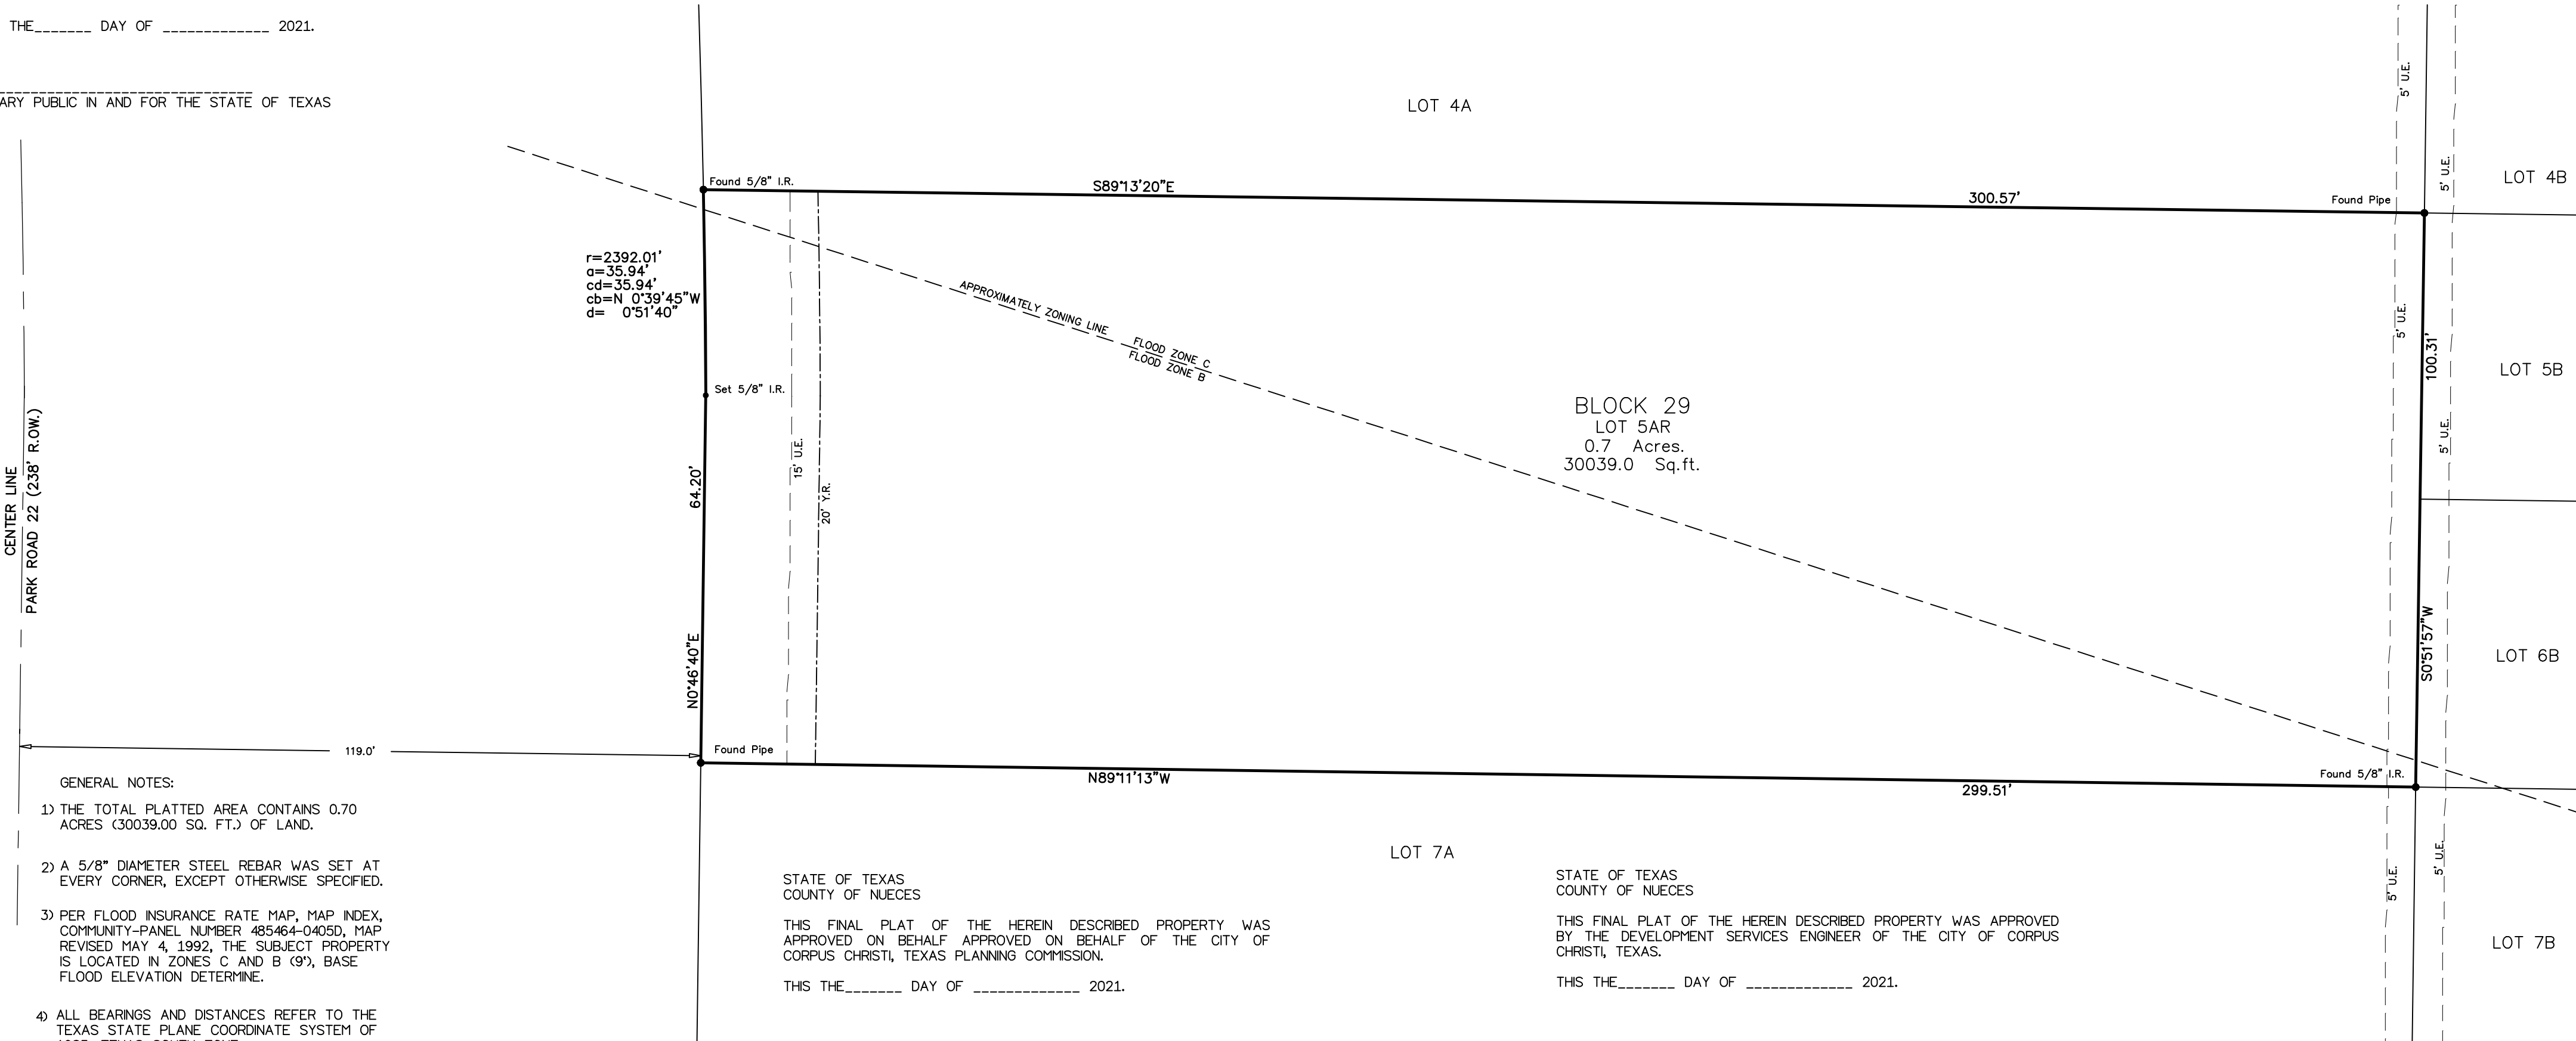 THE_______ DAY OF _____________ 2021.
ARY PUBLIC IN AND FOR THE STATE OF TEXAS
LOT 4A
5' U.E.
5' U.E.
LOT 4B
Found 5/8" I.R.
S89°13'20"E
300.57'
Found Pipe
r=2392.01'
a=35.94'
cd=35.94'
cb=N 0°39'45"W
d= 0°51'40"
APPROXIMATELY ZONING LINE
FLOOD ZONE C
FLOOD ZONE B
Set 5/8" I.R.
BLOCK 29
LOT 5AR
0.7 Acres.
30039.0 Sq.ft.
5' U.E.
100.31'
5' U.E.
LOT 5B
CENTER LINE
PARK ROAD 22 (238' R.OW.)
64.20'
N0°46'40"E
15' U.E.
20' Y.R.
S0°51'57"W
LOT 6B
119.0'
Found Pipe
N89°11'13"W
299.51'
Found 5/8" I.R.
GENERAL NOTES:
1) THE TOTAL PLATTED AREA CONTAINS 0.70
ACRES (30039.00 SQ. FT.) OF LAND.
2) A 5/8" DIAMETER STEEL REBAR WAS SET AT
EVERY CORNER, EXCEPT OTHERWISE SPECIFIED.
3) PER FLOOD INSURANCE RATE MAP, MAP INDEX,
COMMUNITY-PANEL NUMBER 485464-0405D, MAP
REVISED MAY 4, 1992, THE SUBJECT PROPERTY
IS LOCATED IN ZONES C AND B (9'), BASE
FLOOD ELEVATION DETERMINE.
4) ALL BEARINGS AND DISTANCES REFER TO THE
TEXAS STATE PLANE COORDINATE SYSTEM OF
LOT 7A
STATE OF TEXAS
COUNTY OF NUECES
THIS FINAL PLAT OF THE HEREIN DESCRIBED PROPERTY WAS
APPROVED ON BEHALF APPROVED ON BEHALF OF THE CITY OF
CORPUS CHRISTI, TEXAS PLANNING COMMISSION.
THIS THE_______ DAY OF _____________ 2021.
STATE OF TEXAS
COUNTY OF NUECES
THIS FINAL PLAT OF THE HEREIN DESCRIBED PROPERTY WAS APPROVED
BY THE DEVELOPMENT SERVICES ENGINEER OF THE CITY OF CORPUS
CHRISTI, TEXAS.
THIS THE_______ DAY OF _____________ 2021.
5' U.E.
5' U.E.
LOT 7B